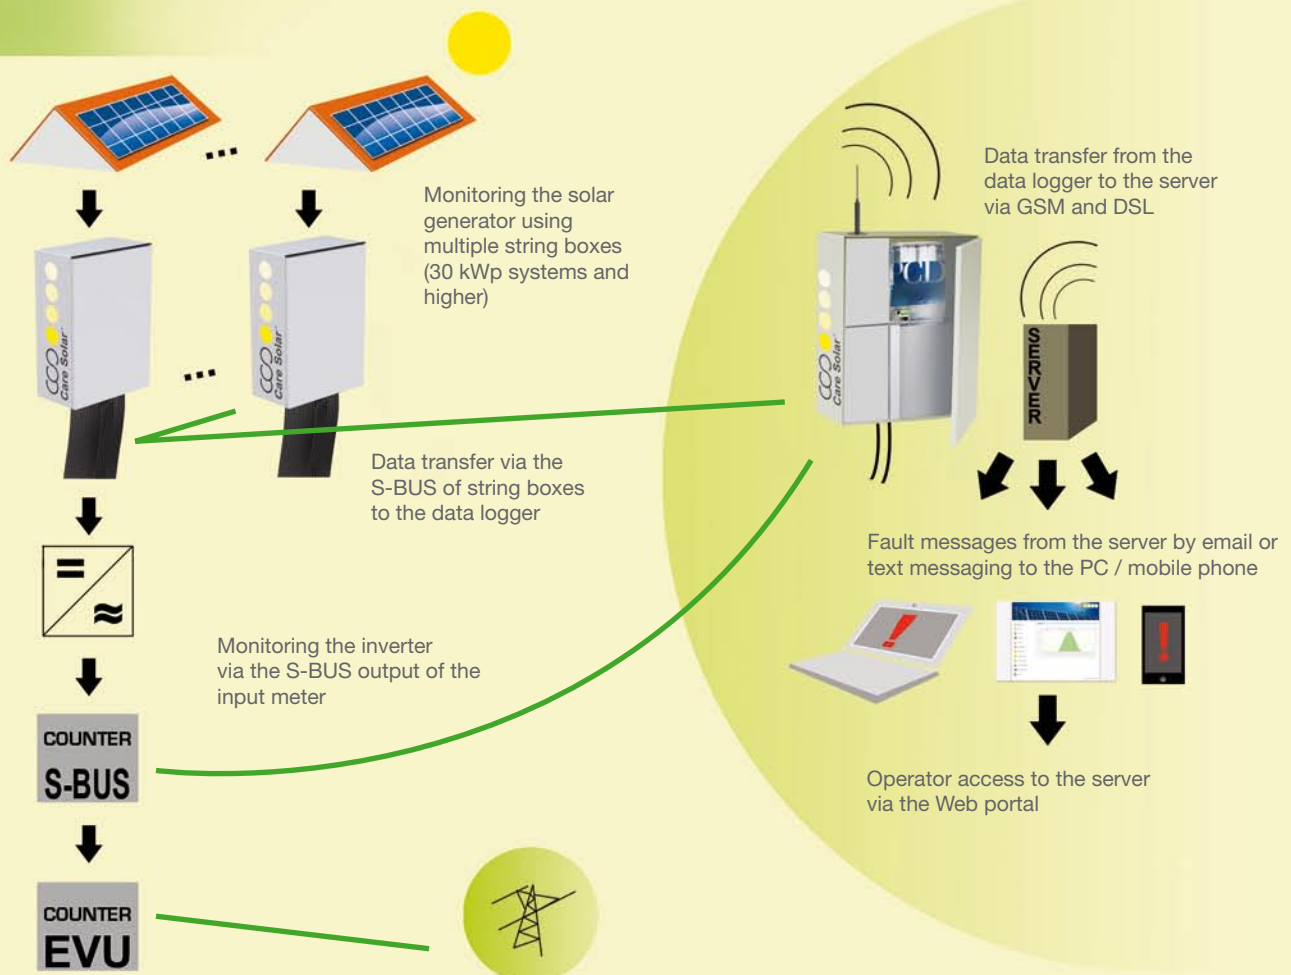 Monitoring the solar
generator using
multiple string boxes
(30 kWp systems and
higher)
Care Solar
Care Solar
Data transfer via the
S-BUS of string boxes
to the data logger
Monitoring the inverter
via the S-BUS output of the
input meter
COUNTER
S-BUS
COUNTER
EVU
Data transfer from the
data logger to the server
via GSM and DSL
PCD
Care Solar
SERVER
Fault messages from the server by email or
text messaging to the PC / mobile phone
Operator access to the server
via the Web portal